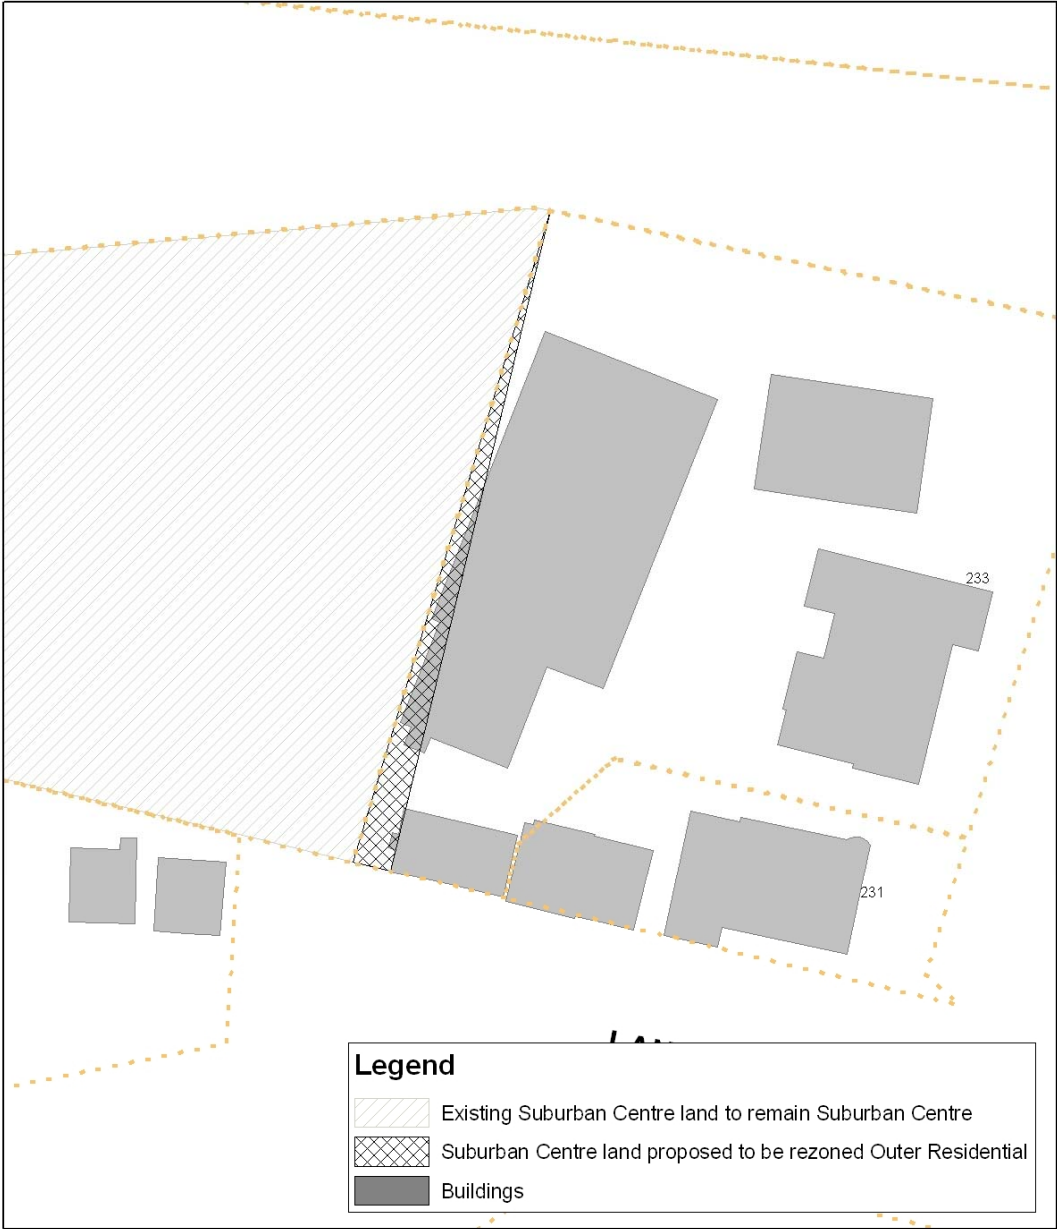 233
231
Legend
Existing Suburban Centre land to remain Suburban Centre
Suburban Centre land proposed to be rezoned Outer Residential
Buildings